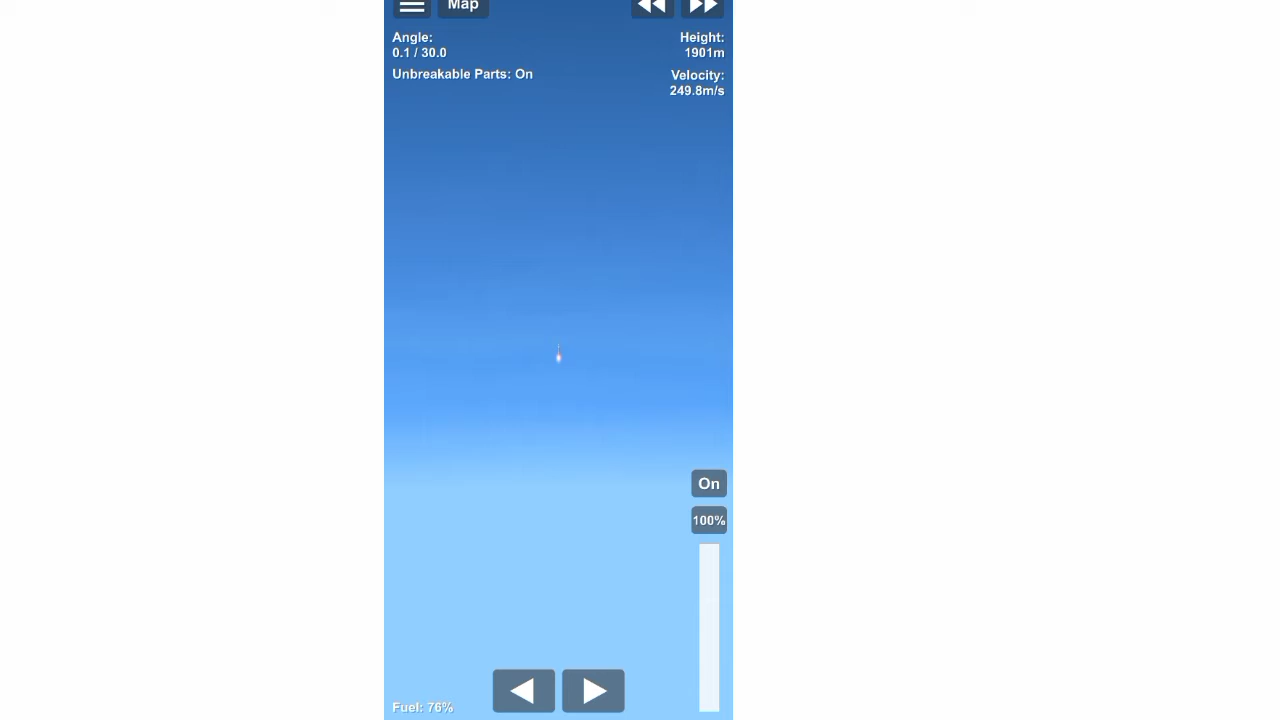 Map
Angle:
0.1 / 30.0
Unbreakable Parts: On
Height:
1901m
Velocity:
249.8m/s
On
100%
Fuel: 76%